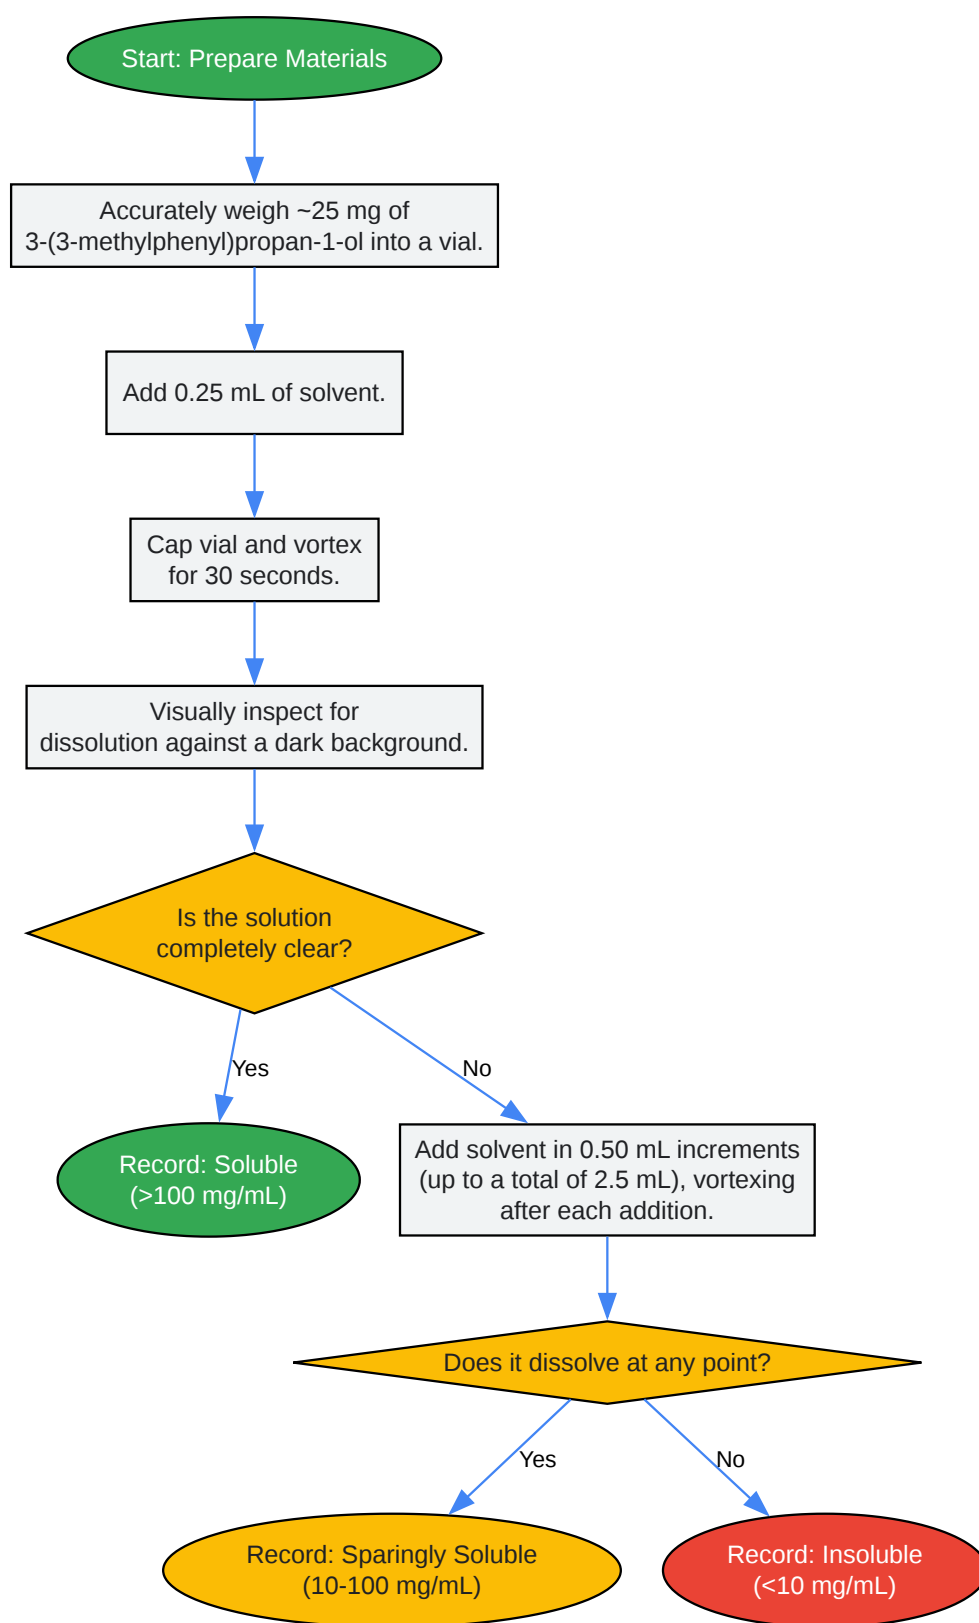 Start: Prepare Materials
Accurately weigh ~25 mg of
3-(3-methylphenyl)propan-1-ol into a vial.
Add 0.25 mL of solvent.
Cap vial and vortex
for 30 seconds.
Visually inspect for
dissolution against a dark background.
Is the solution
completely clear?
Yes
No
Record: Soluble
(>100 mg/mL)
Add solvent in 0.50 mL increments
(up to a total of 2.5 mL), vortexing
after each addition.
Does it dissolve at any point?
Yes
No
Record: Sparingly Soluble
(10-100 mg/mL)
Record: Insoluble
(<10 mg/mL)